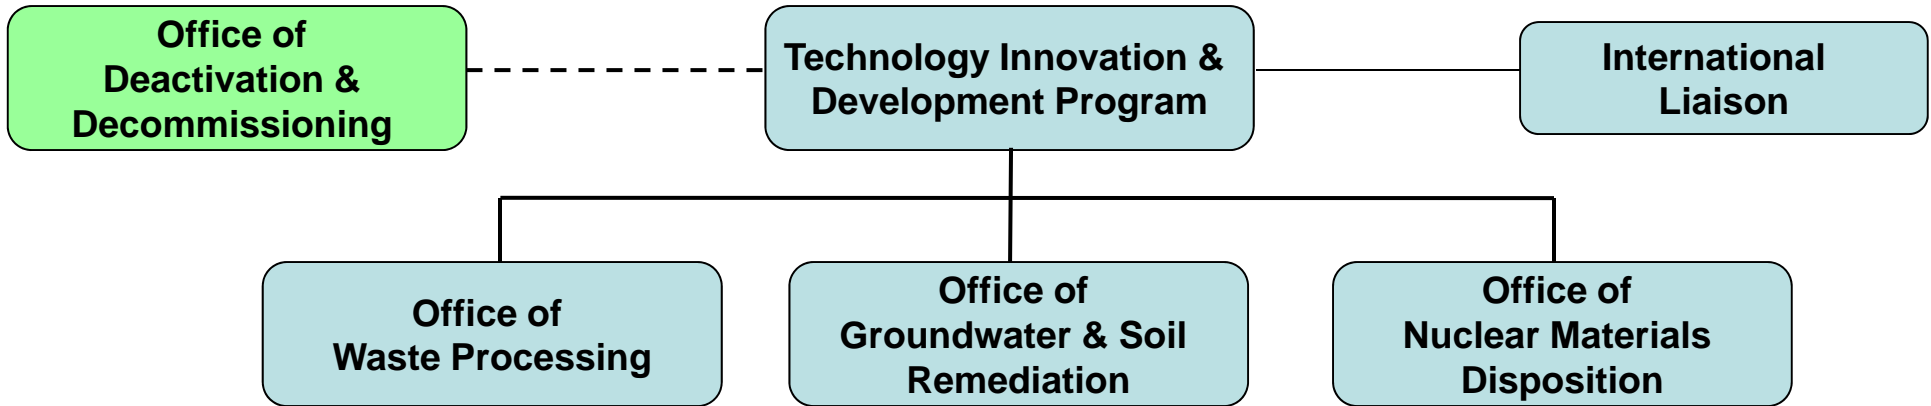 Office of
Deactivation &
Decommissioning
Technology Innovation &
Development Program
International
Liaison
Office of
Waste Processing
Office of
Groundwater & Soil
Remediation
Office of
Nuclear Materials
Disposition